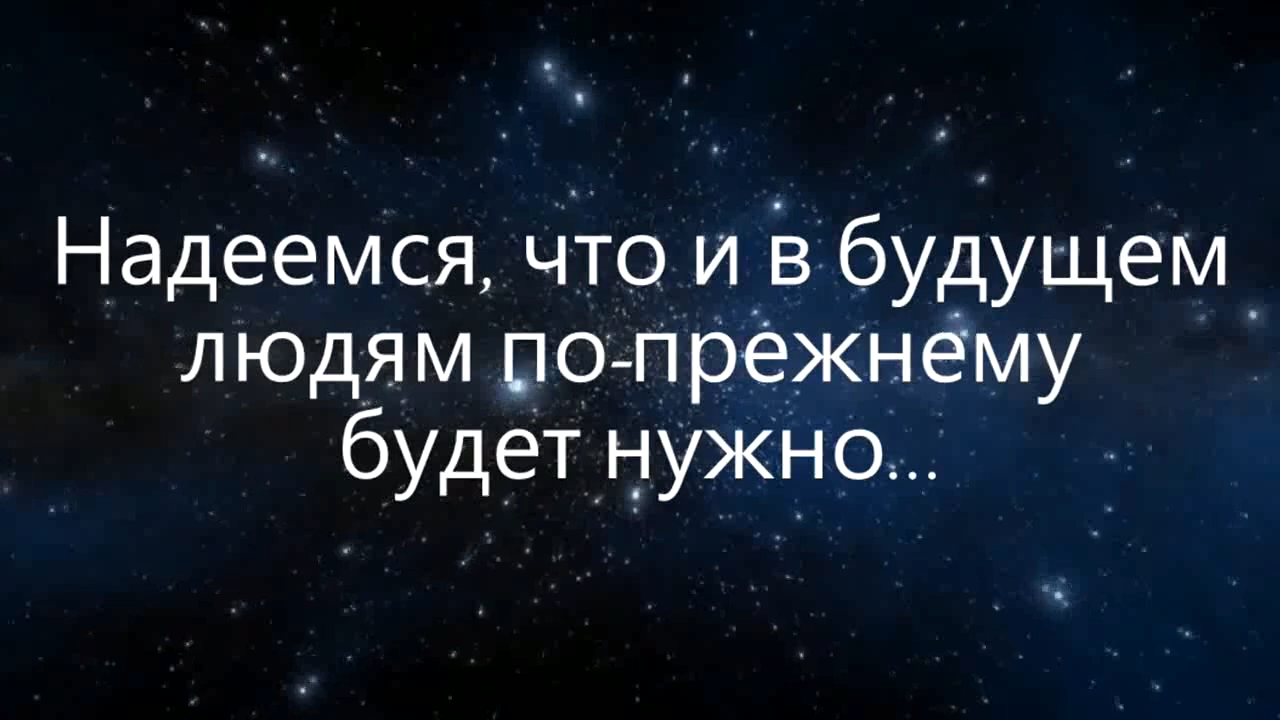 Надеемся, что и в будущем
людям по-прежнему
будет нужно...